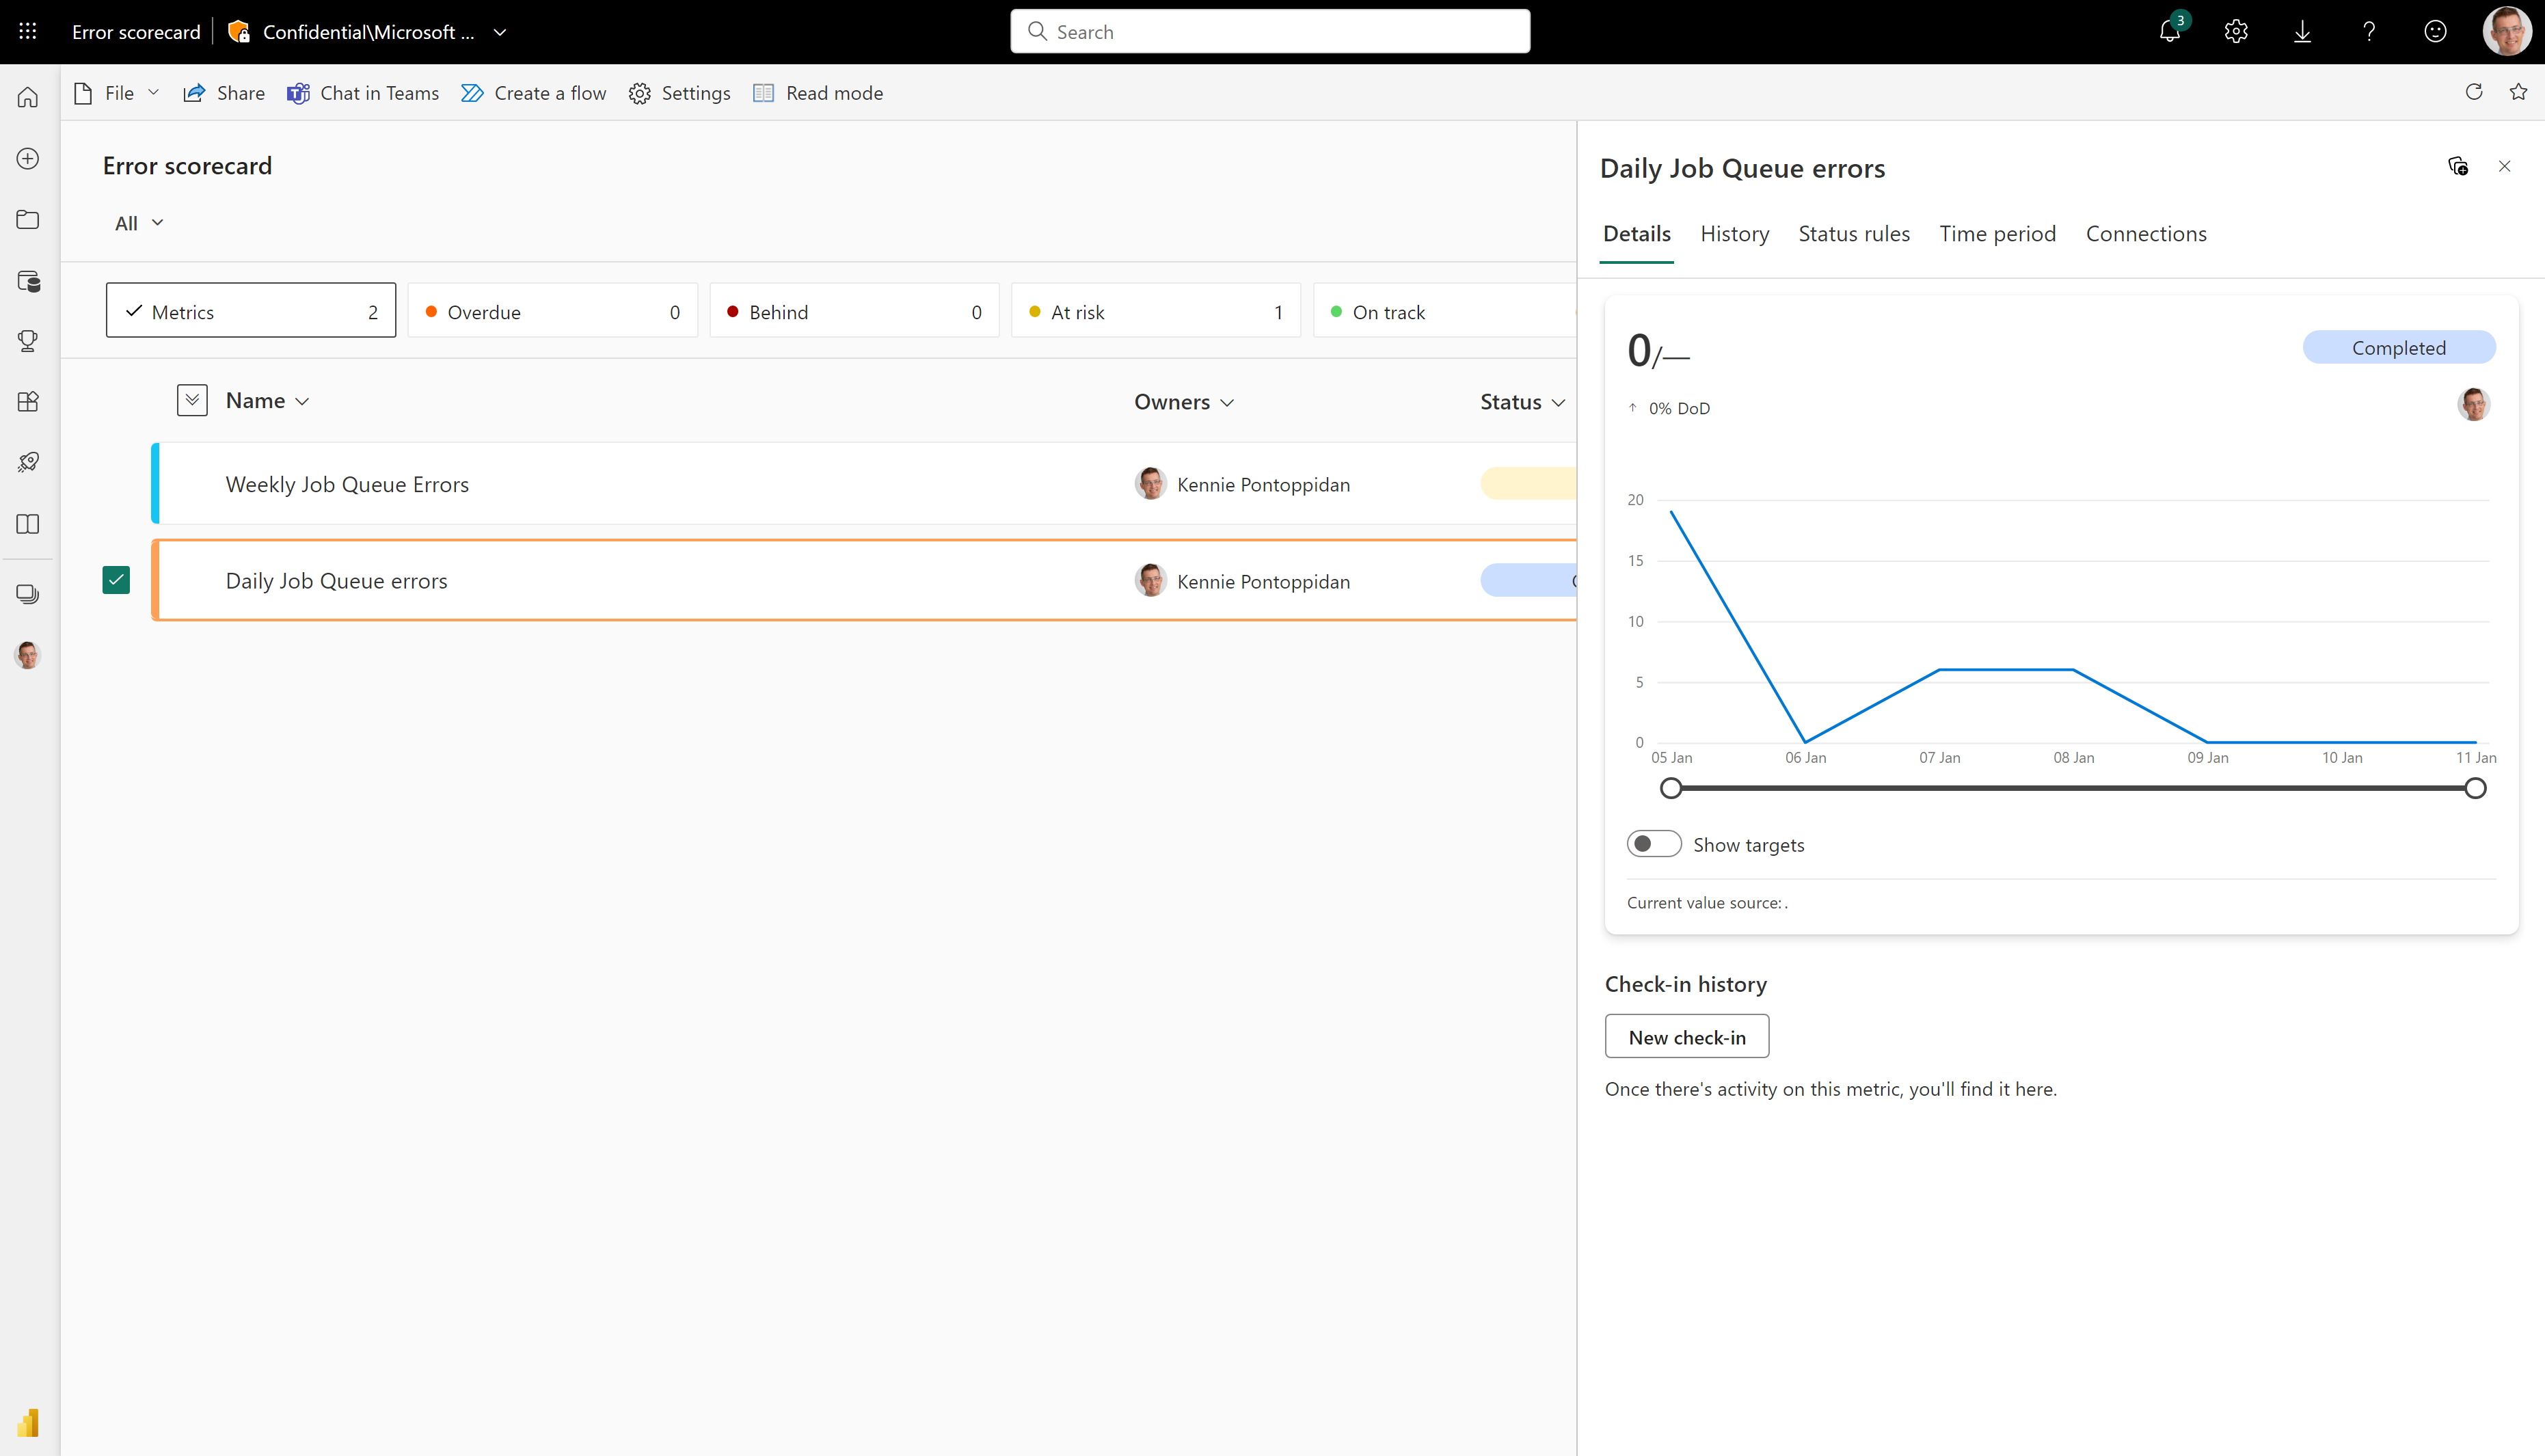 Error scorecard
Confidential\Microsoft ...
Search
3
File
Share
Chat in Teams
Create a flow
Settings
Read mode
Error scorecard
All
Metrics 2
Overdue 0
Behind 0
At risk 1
On track
Name
Owners
Status
Weekly Job Queue Errors
Kennie Pontoppidan
Daily Job Queue errors
Kennie Pontoppidan
Daily Job Queue errors
Details
History
Status rules
Time period
Connections
0/—
Completed
0% DoD
20
15
10
5
0
05 Jan
06 Jan
07 Jan
08 Jan
09 Jan
10 Jan
11 Jan
Show targets
Current value source: .
Check-in history
New check-in
Once there's activity on this metric, you'll find it here.